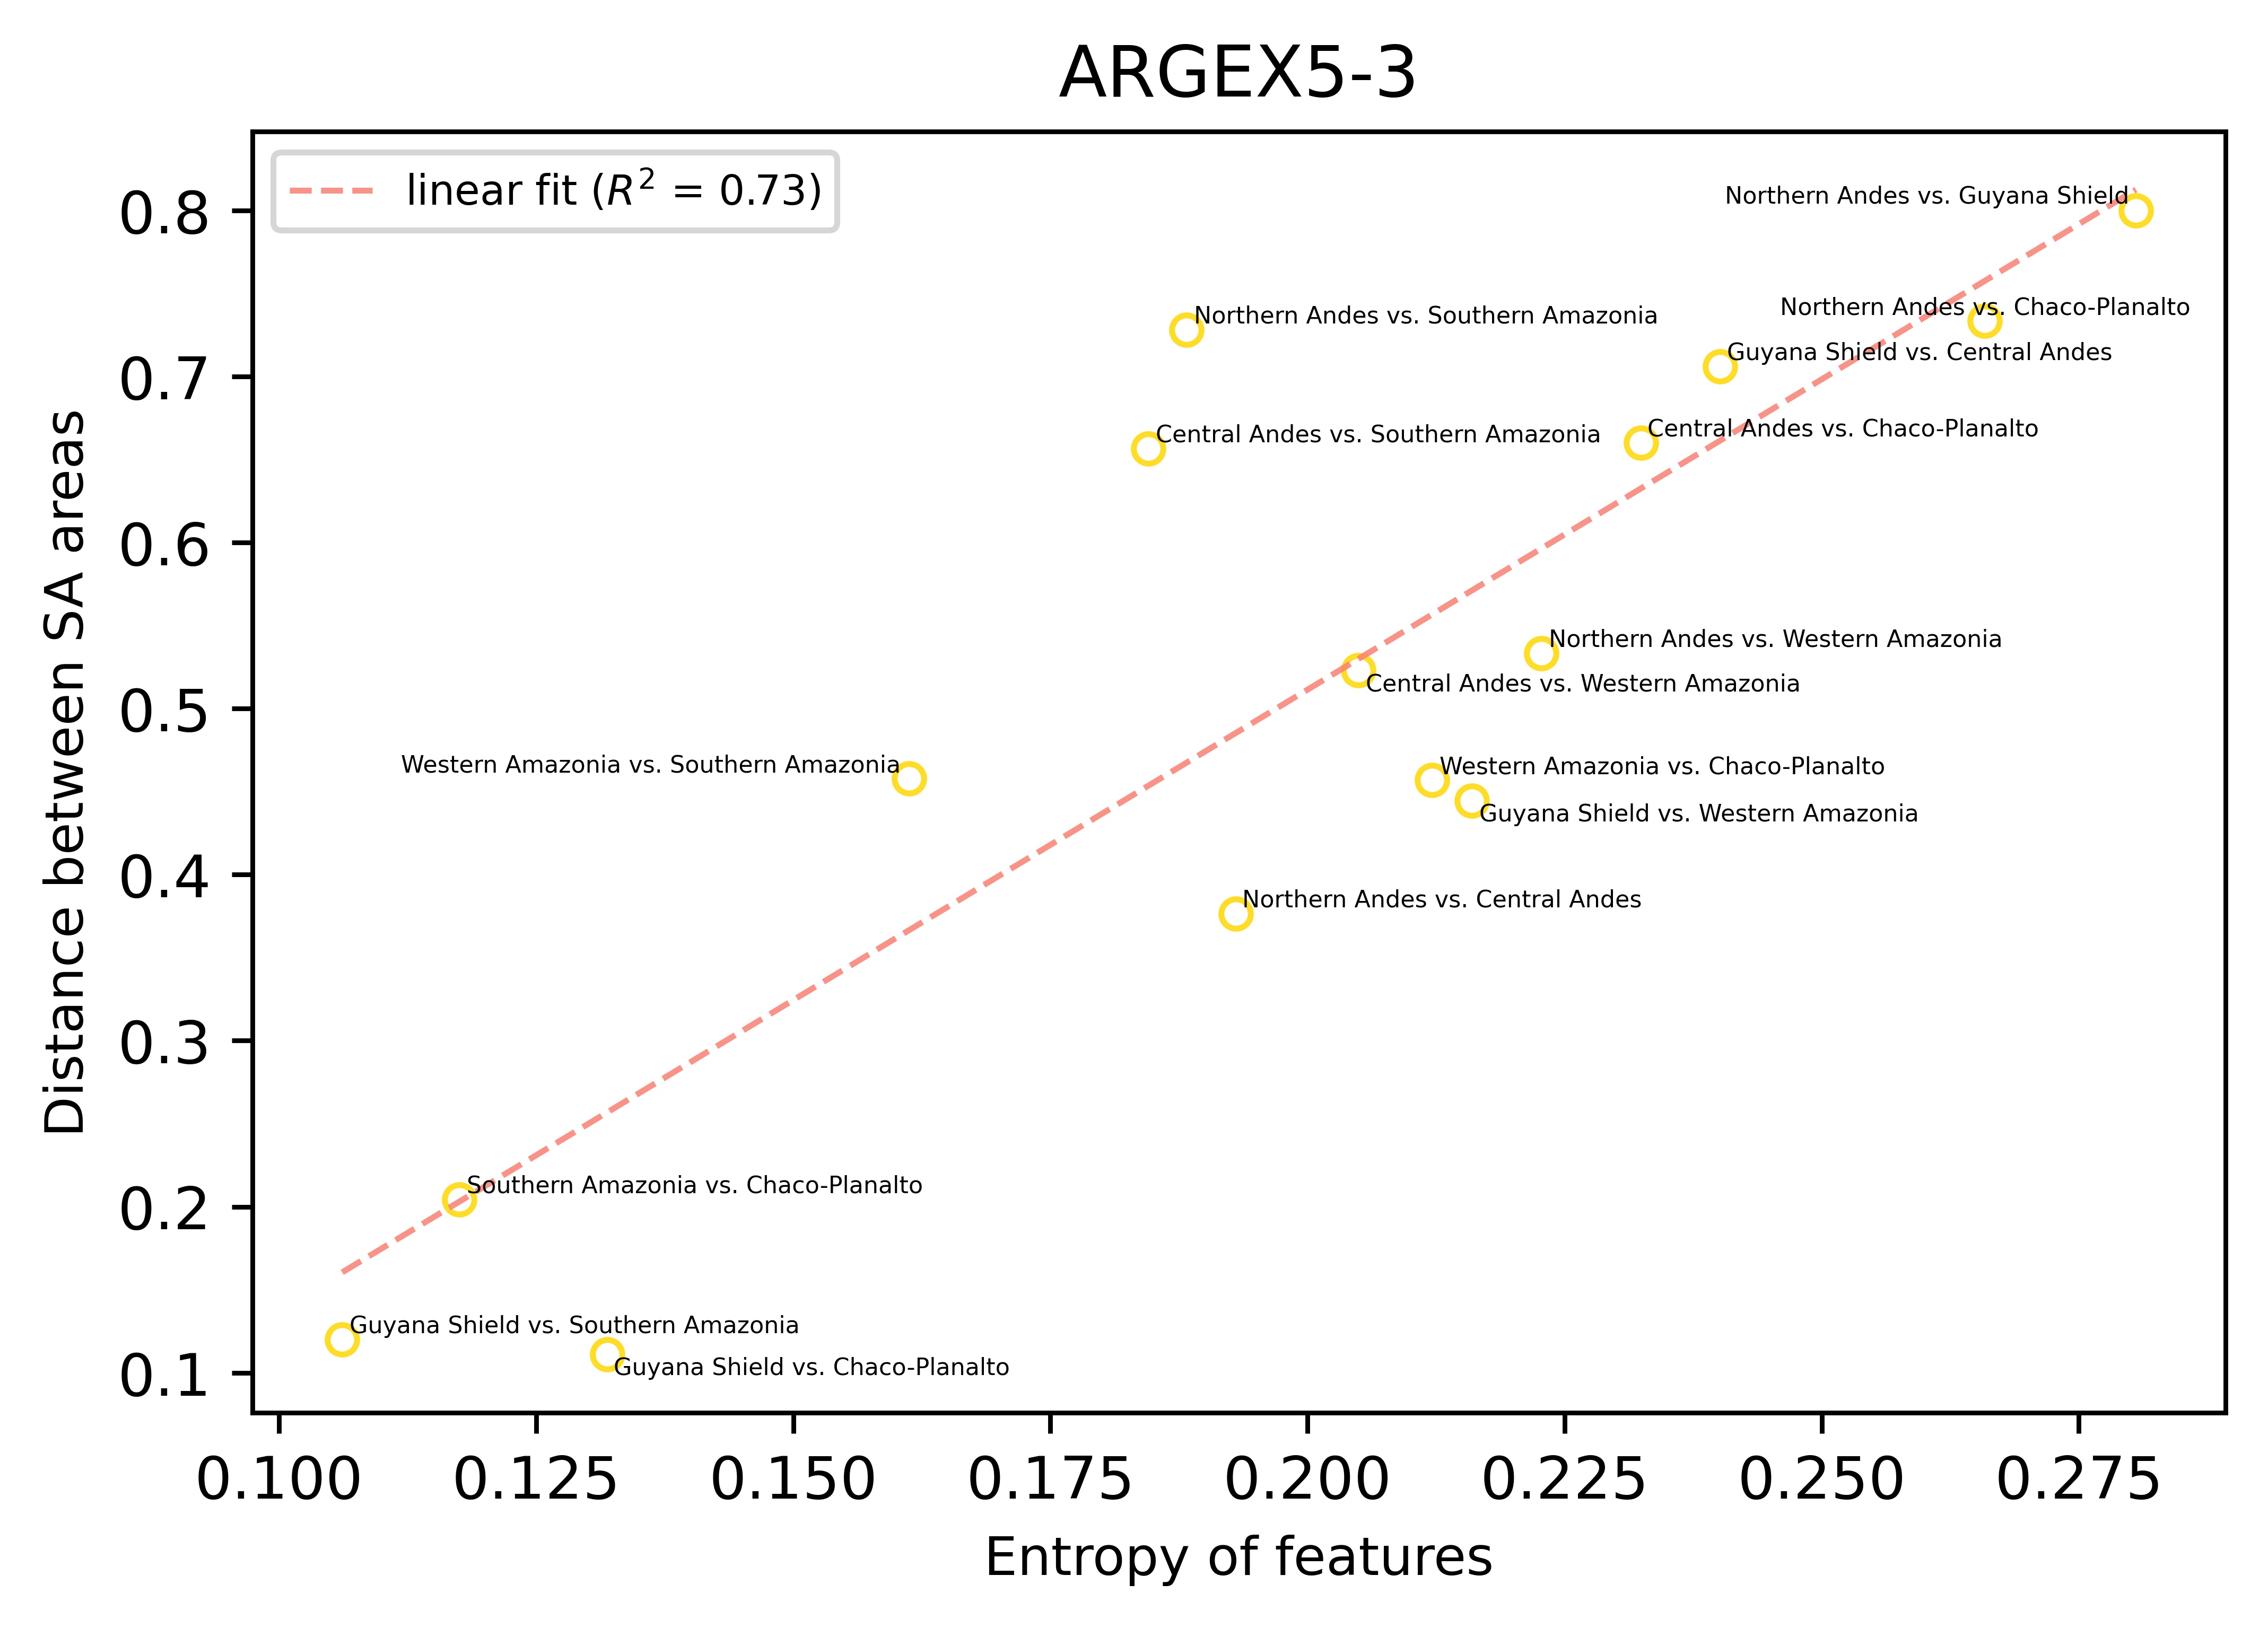 ARGEX5-3
linear fit (R² = 0.73)
Distance between SA areas
0.8
0.7
0.6
0.5
0.4
0.3
0.2
0.1
Northern Andes vs. Guyana Shield
Northern Andes vs. Chaco-Planalto
Northern Andes vs. Southern Amazonia
Guyana Shield vs. Central Andes
Central Andes vs. Chaco-Planalto
Central Andes vs. Southern Amazonia
Northern Andes vs. Western Amazonia
Central Andes vs. Western Amazonia
Western Amazonia vs. Southern Amazonia
Western Amazonia vs. Chaco-Planalto
Guyana Shield vs. Western Amazonia
Northern Andes vs. Central Andes
Southern Amazonia vs. Chaco-Planalto
Guyana Shield vs. Southern Amazonia
Guyana Shield vs. Chaco-Planalto
0.100 0.125 0.150 0.175 0.200 0.225 0.250 0.275
Entropy of features